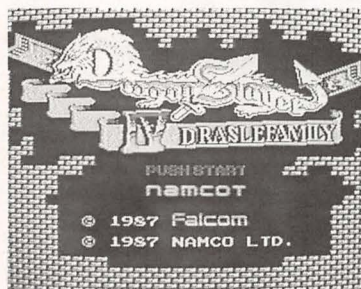 Dragon Slayer
IV DRASLEFAMILY
PUSH START
namcot
© 1987 Falcom
© 1987 NAMCO LTD.